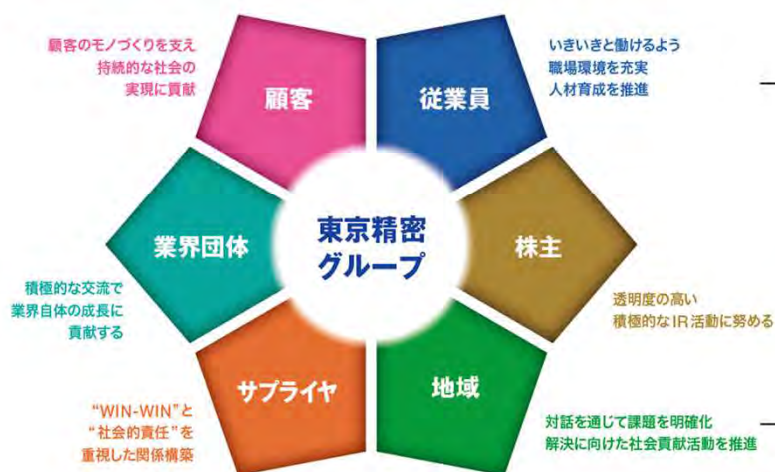 顧客のモノづくりを支え
持続的な社会の
実現に貢献
顧客
従業員
いきいきと働けるよう
職場環境を充実
人材育成を推進
業界団体
東京精密
グループ
株主
積極的な交流で
業界自体の成長に
貢献する
透明度の高い
積極的なIR活動に努める
サプライヤ
地域
“WIN-WIN”と
“社会的責任”を
重視した関係構築
対話を通じて課題を明確化
解決に向けた社会貢献活動を推進